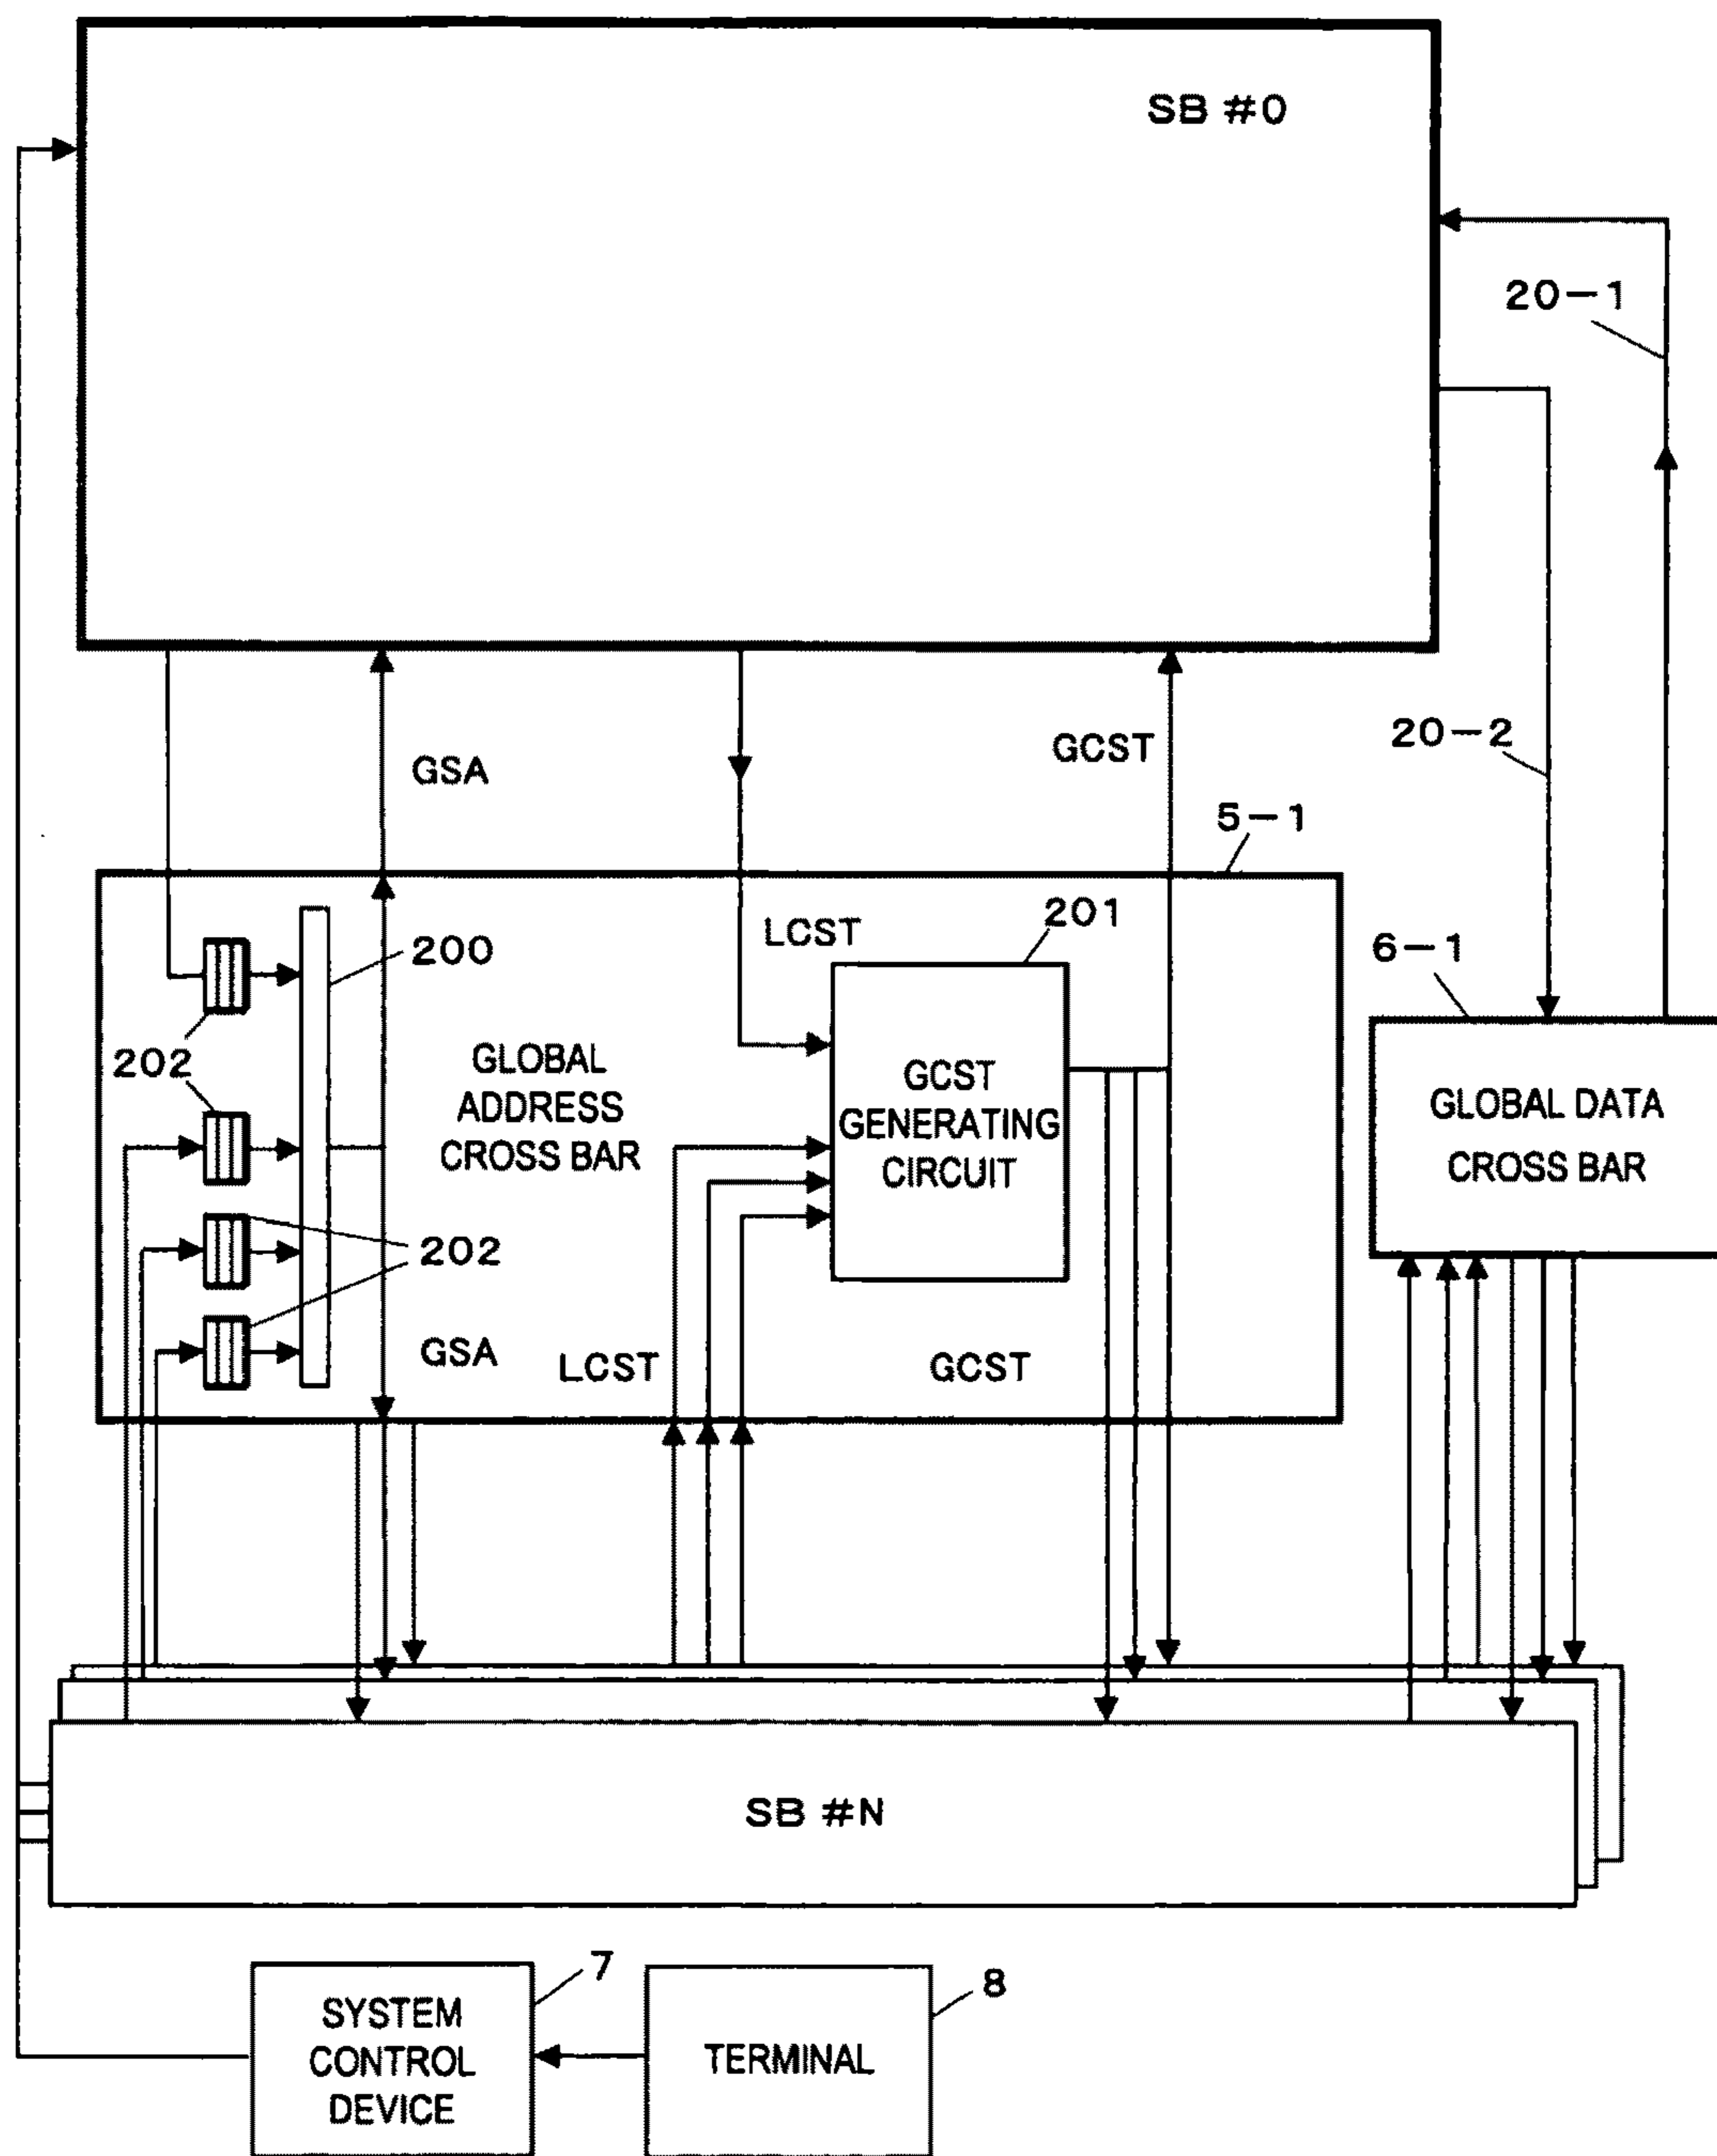 SB #0
20-1
20-2
GSA
GCST
5-1
LCST
201
200
6-1
202
GLOBAL
ADDRESS
CROSS BAR
GCST
GENERATING
CIRCUIT
GLOBAL DATA
CROSS BAR
202
GSA
LCST
GCST
SB #N
7
8
SYSTEM
CONTROL
DEVICE
TERMINAL